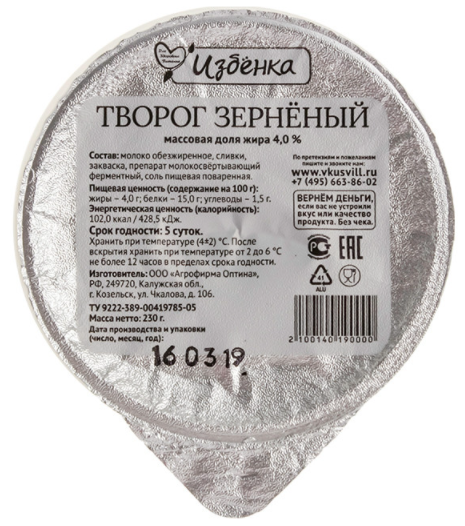 Избёнка
ТВОРОГ ЗЕРНЁНЫЙ
массовая доля жира 4,0 %
Состав: молоко обезжиренное, сливки,
закваска, препарат молокосвёртывающий
ферментный, соль пищевая поваренная.
Пищевая ценность (содержание на 100 г):
жиры – 4,0 г; белки – 15,0 г; углеводы – 1,5 г.
Энергетическая ценность (калорийность):
102,0 ккал / 428,5 кДж.
Срок годности: 5 суток.
Хранить при температуре (4±2) °С. После
вскрытия хранить при температуре от 2 до 6 °С
не более 12 часов в пределах срока годности.
Изготовитель: ООО «Агрофирма Оптина»,
РФ, 249720, Калужская обл.,
г. Козельск, ул. Чкалова, д. 106.
ТУ 9222-389-00419785-05
Масса нетто: 230 г.
Дата производства и упаковки
(число, месяц, год):
16 03 19
По претензиям и пожеланиям
пишите и звоните нам:
www.vkusvill.ru
+7 (495) 663-86-02
ВЕРНЁМ ДЕНЬГИ,
если вас не устроили
вкус или качество
продукта. Без чека.
EAC
41
ALU
2100140190000